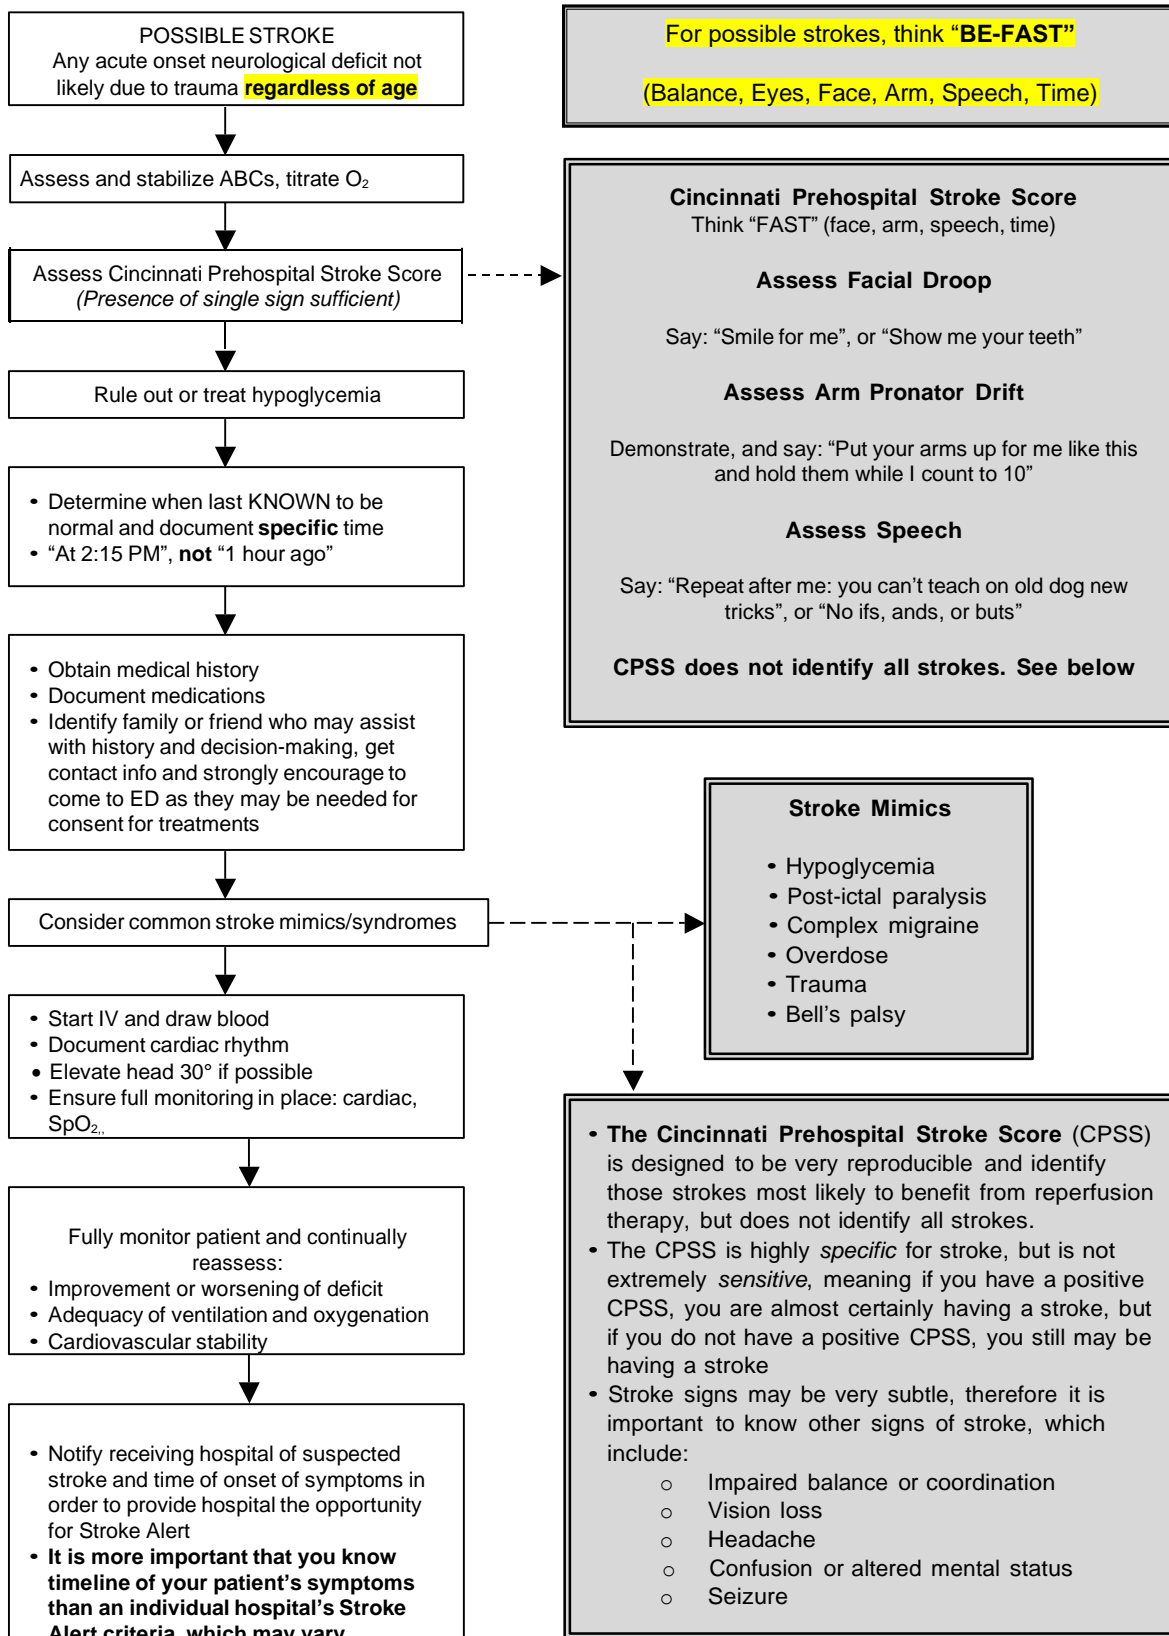 POSSIBLE STROKE
Any acute onset neurological deficit not
likely due to trauma regardless of age
Assess and stabilize ABCs, titrate O₂
Assess Cincinnati Prehospital Stroke Score
(Presence of single sign sufficient)
Rule out or treat hypoglycemia
• Determine when last KNOWN to be
normal and document specific time
• “At 2:15 PM”, not “1 hour ago”
• Obtain medical history
• Document medications
• Identify family or friend who may assist
with history and decision-making, get
contact info and strongly encourage to
come to ED as they may be needed for
consent for treatments
Consider common stroke mimics/syndromes
• Start IV and draw blood
• Document cardiac rhythm
• Elevate head 30° if possible
• Ensure full monitoring in place: cardiac,
SpO₂,,
Fully monitor patient and continually
reassess:
• Improvement or worsening of deficit
• Adequacy of ventilation and oxygenation
• Cardiovascular stability
• Notify receiving hospital of suspected
stroke and time of onset of symptoms in
order to provide hospital the opportunity
for Stroke Alert
• It is more important that you know
timeline of your patient’s symptoms
than an individual hospital’s Stroke
Alert criteria, which may vary
For possible strokes, think “BE-FAST”
(Balance, Eyes, Face, Arm, Speech, Time)
Cincinnati Prehospital Stroke Score
Think “FAST” (face, arm, speech, time)
Assess Facial Droop
Say: “Smile for me”, or “Show me your teeth”
Assess Arm Pronator Drift
Demonstrate, and say: “Put your arms up for me like this
and hold them while I count to 10”
Assess Speech
Say: “Repeat after me: you can’t teach on old dog new
tricks”, or “No ifs, ands, or buts”
CPSS does not identify all strokes. See below
Stroke Mimics
• Hypoglycemia
• Post-ictal paralysis
• Complex migraine
• Overdose
• Trauma
• Bell’s palsy
• The Cincinnati Prehospital Stroke Score (CPSS)
is designed to be very reproducible and identify
those strokes most likely to benefit from reperfusion
therapy, but does not identify all strokes.
• The CPSS is highly specific for stroke, but is not
extremely sensitive, meaning if you have a positive
CPSS, you are almost certainly having a stroke, but
if you do not have a positive CPSS, you still may be
having a stroke
• Stroke signs may be very subtle, therefore it is
important to know other signs of stroke, which
include:
o Impaired balance or coordination
o Vision loss
o Headache
o Confusion or altered mental status
o Seizure